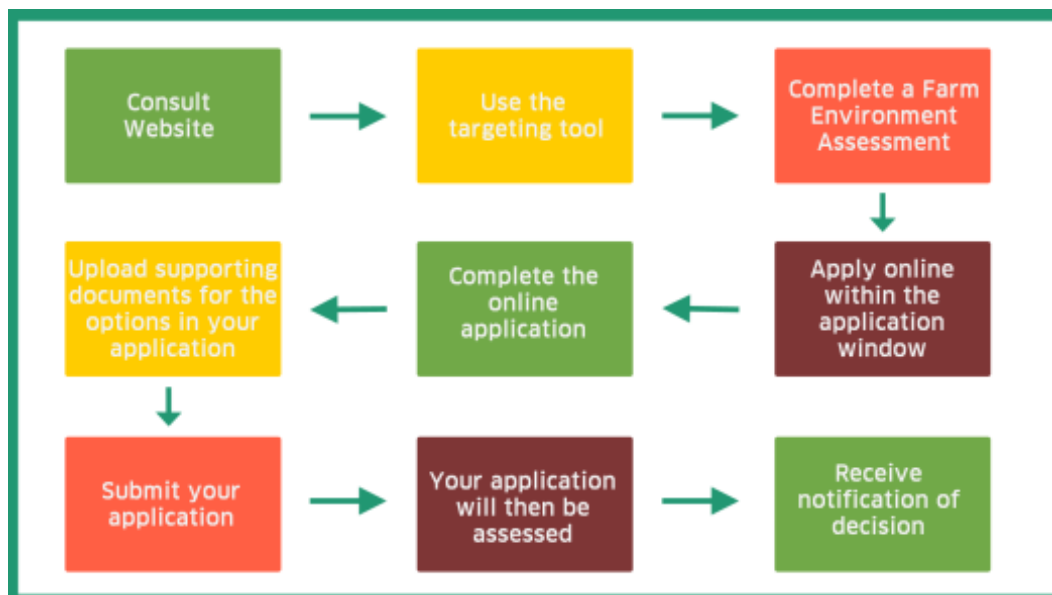 Consult
Website
Use the
targeting tool
Complete a Farm
Environment
Assessment
Apply online
within the
application
window
Complete the
online
application
Upload supporting
documents for the
options in your
application
Submit your
application
Your application
will then be
assessed
Receive
notification of
decision